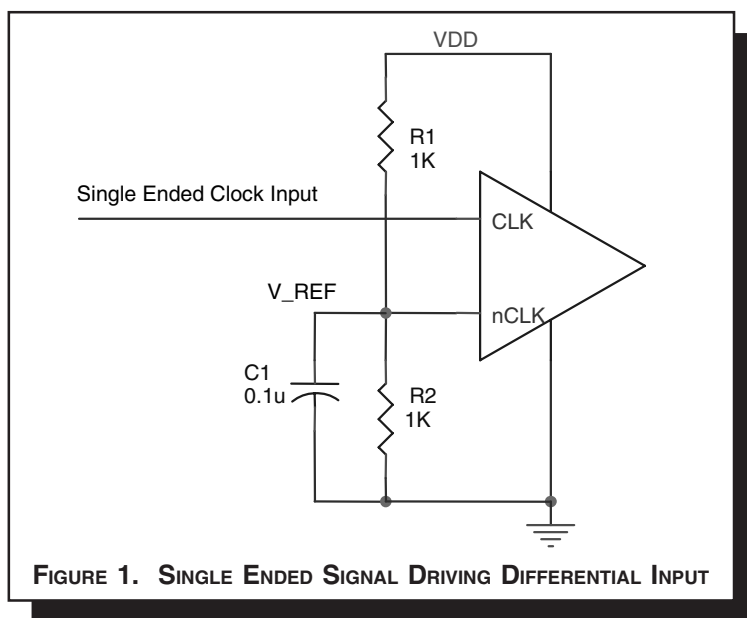 VDD
R1
1K
Single Ended Clock Input
CLK
V_REF
nCLK
C1
0.1u
R2
1K
FIGURE 1. SINGLE ENDED SIGNAL DRIVING DIFFERENTIAL INPUT